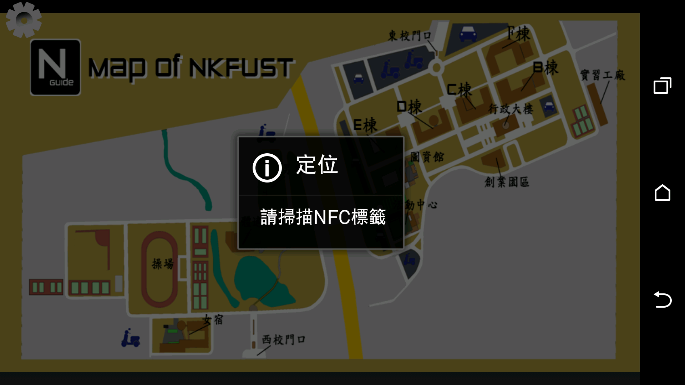 N
GUIDE
Map of NKFUST
東校門口
F棟
B棟
實習工廠
C棟
D棟
行政大樓
E棟
圖資館
創業園區
動中心
定位
請掃描NFC標籤
操場
女宿
西校門口